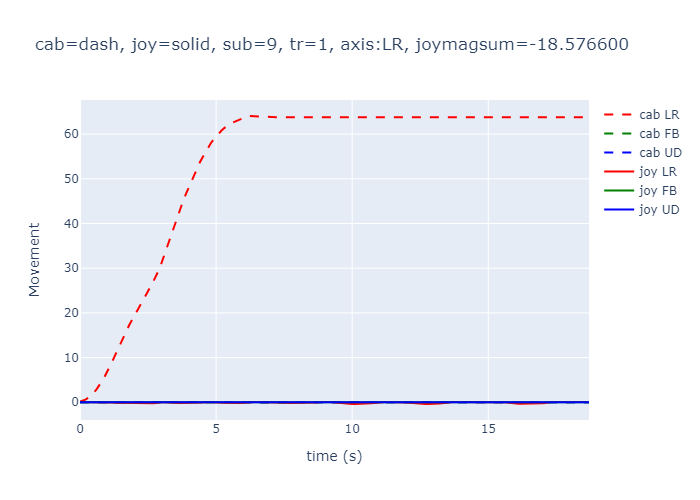 cab=dash, joy=solid, sub=9, tr=1, axis:LR, joymagsum=-18.576600
cab LR
cab FB
cab UD
joy LR
joy FB
joy UD
Movement
60
50
40
30
20
10
0
0 5 10 15
time (s)